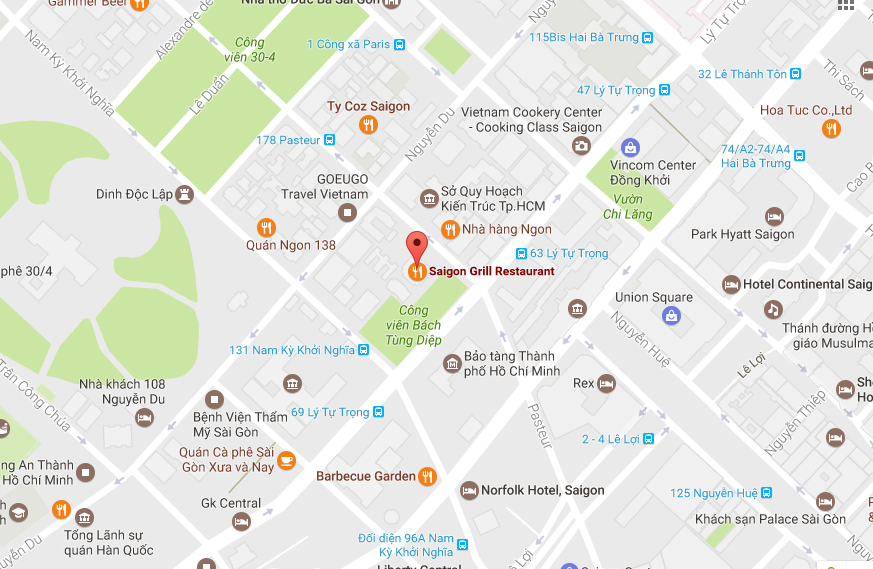 Gammer Beer
Nhà thờ Đức Bà Sài Gòn
Alexandre de
Nam Kỳ Khởi Nghĩa
Công
viên 30-4
1 Công xã Paris
115Bis Hai Bà Trưng
Lý Tự Trọ
Nguyễn
Lê Duẩn
47 Lý Tự Trọng
32 Lê Thánh Tôn
Thi Sách
Ty Coz Saigon
Nguyễn Du
Vietnam Cookery Center
- Cooking Class Saigon
Hoa Tuc Co.,Ltd
178 Pasteur
74/A2-74/A4
Hai Bà Trưng
Vincom Center
Đồng Khởi
Cao B
GOEUGO
Travel Vietnam
Dinh Độc Lập
Sở Quy Hoạch
Kiến Trúc Tp.HCM
Vườn
Chi Lăng
Quán Ngon 138
Nhà hàng Ngon
Park Hyatt Saigon
63 Lý Tự Trọng
phê 30/4
Saigon Grill Restaurant
Hotel Continental Saig
Union Square
Công
viên Bách
Tùng Diệp
Nguyễn Huệ
Thánh đường H
giáo Musulma
131 Nam Kỳ Khởi Nghĩa
Bảo tàng Thành
phố Hồ Chí Minh
Lê Lợi
Trần Công Chúa
Nhà khách 108
Nguyễn Du
Rex
She
Ho
Bệnh Viện Thẩm
Mỹ Sài Gòn
69 Lý Tự Trọng
Pasteur
Nguyễn Thiệp
2 - 4 Lê Lợi
Quán Cà phê Sài
Gòn Xưa và Nay
ng An Thành
Hồ Chí Minh
Barbecue Garden
Norfolk Hotel, Saigon
125 Nguyễn Huệ
Gk Central
Khách sạn Palace Sài Gòn
Tổng Lãnh sự
quán Hàn Quốc
Đối diện 96A Nam
Kỳ Khởi Nghĩa
Nguyễn Du
Lê Lợi
Liberty Central